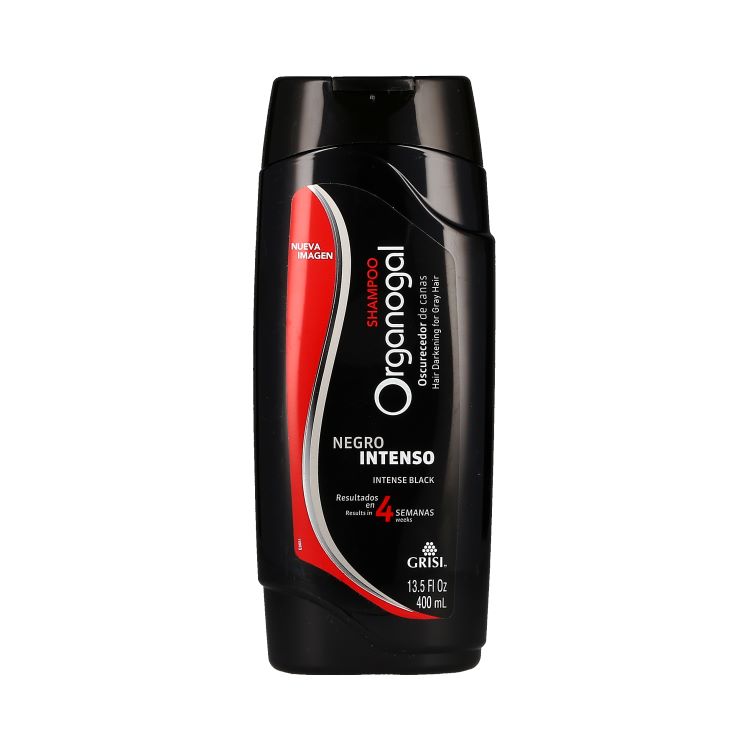 NUEVA
IMAGEN
SHAMPOO
Organogal
Oscurecedor de canas
Hair Darkening for Gray Hair
NEGRO
INTENSO
INTENSE BLACK
Resultados
en
Results in
4 SEMANAS
weeks
GRISI
13.5 Fl Oz
400 mL